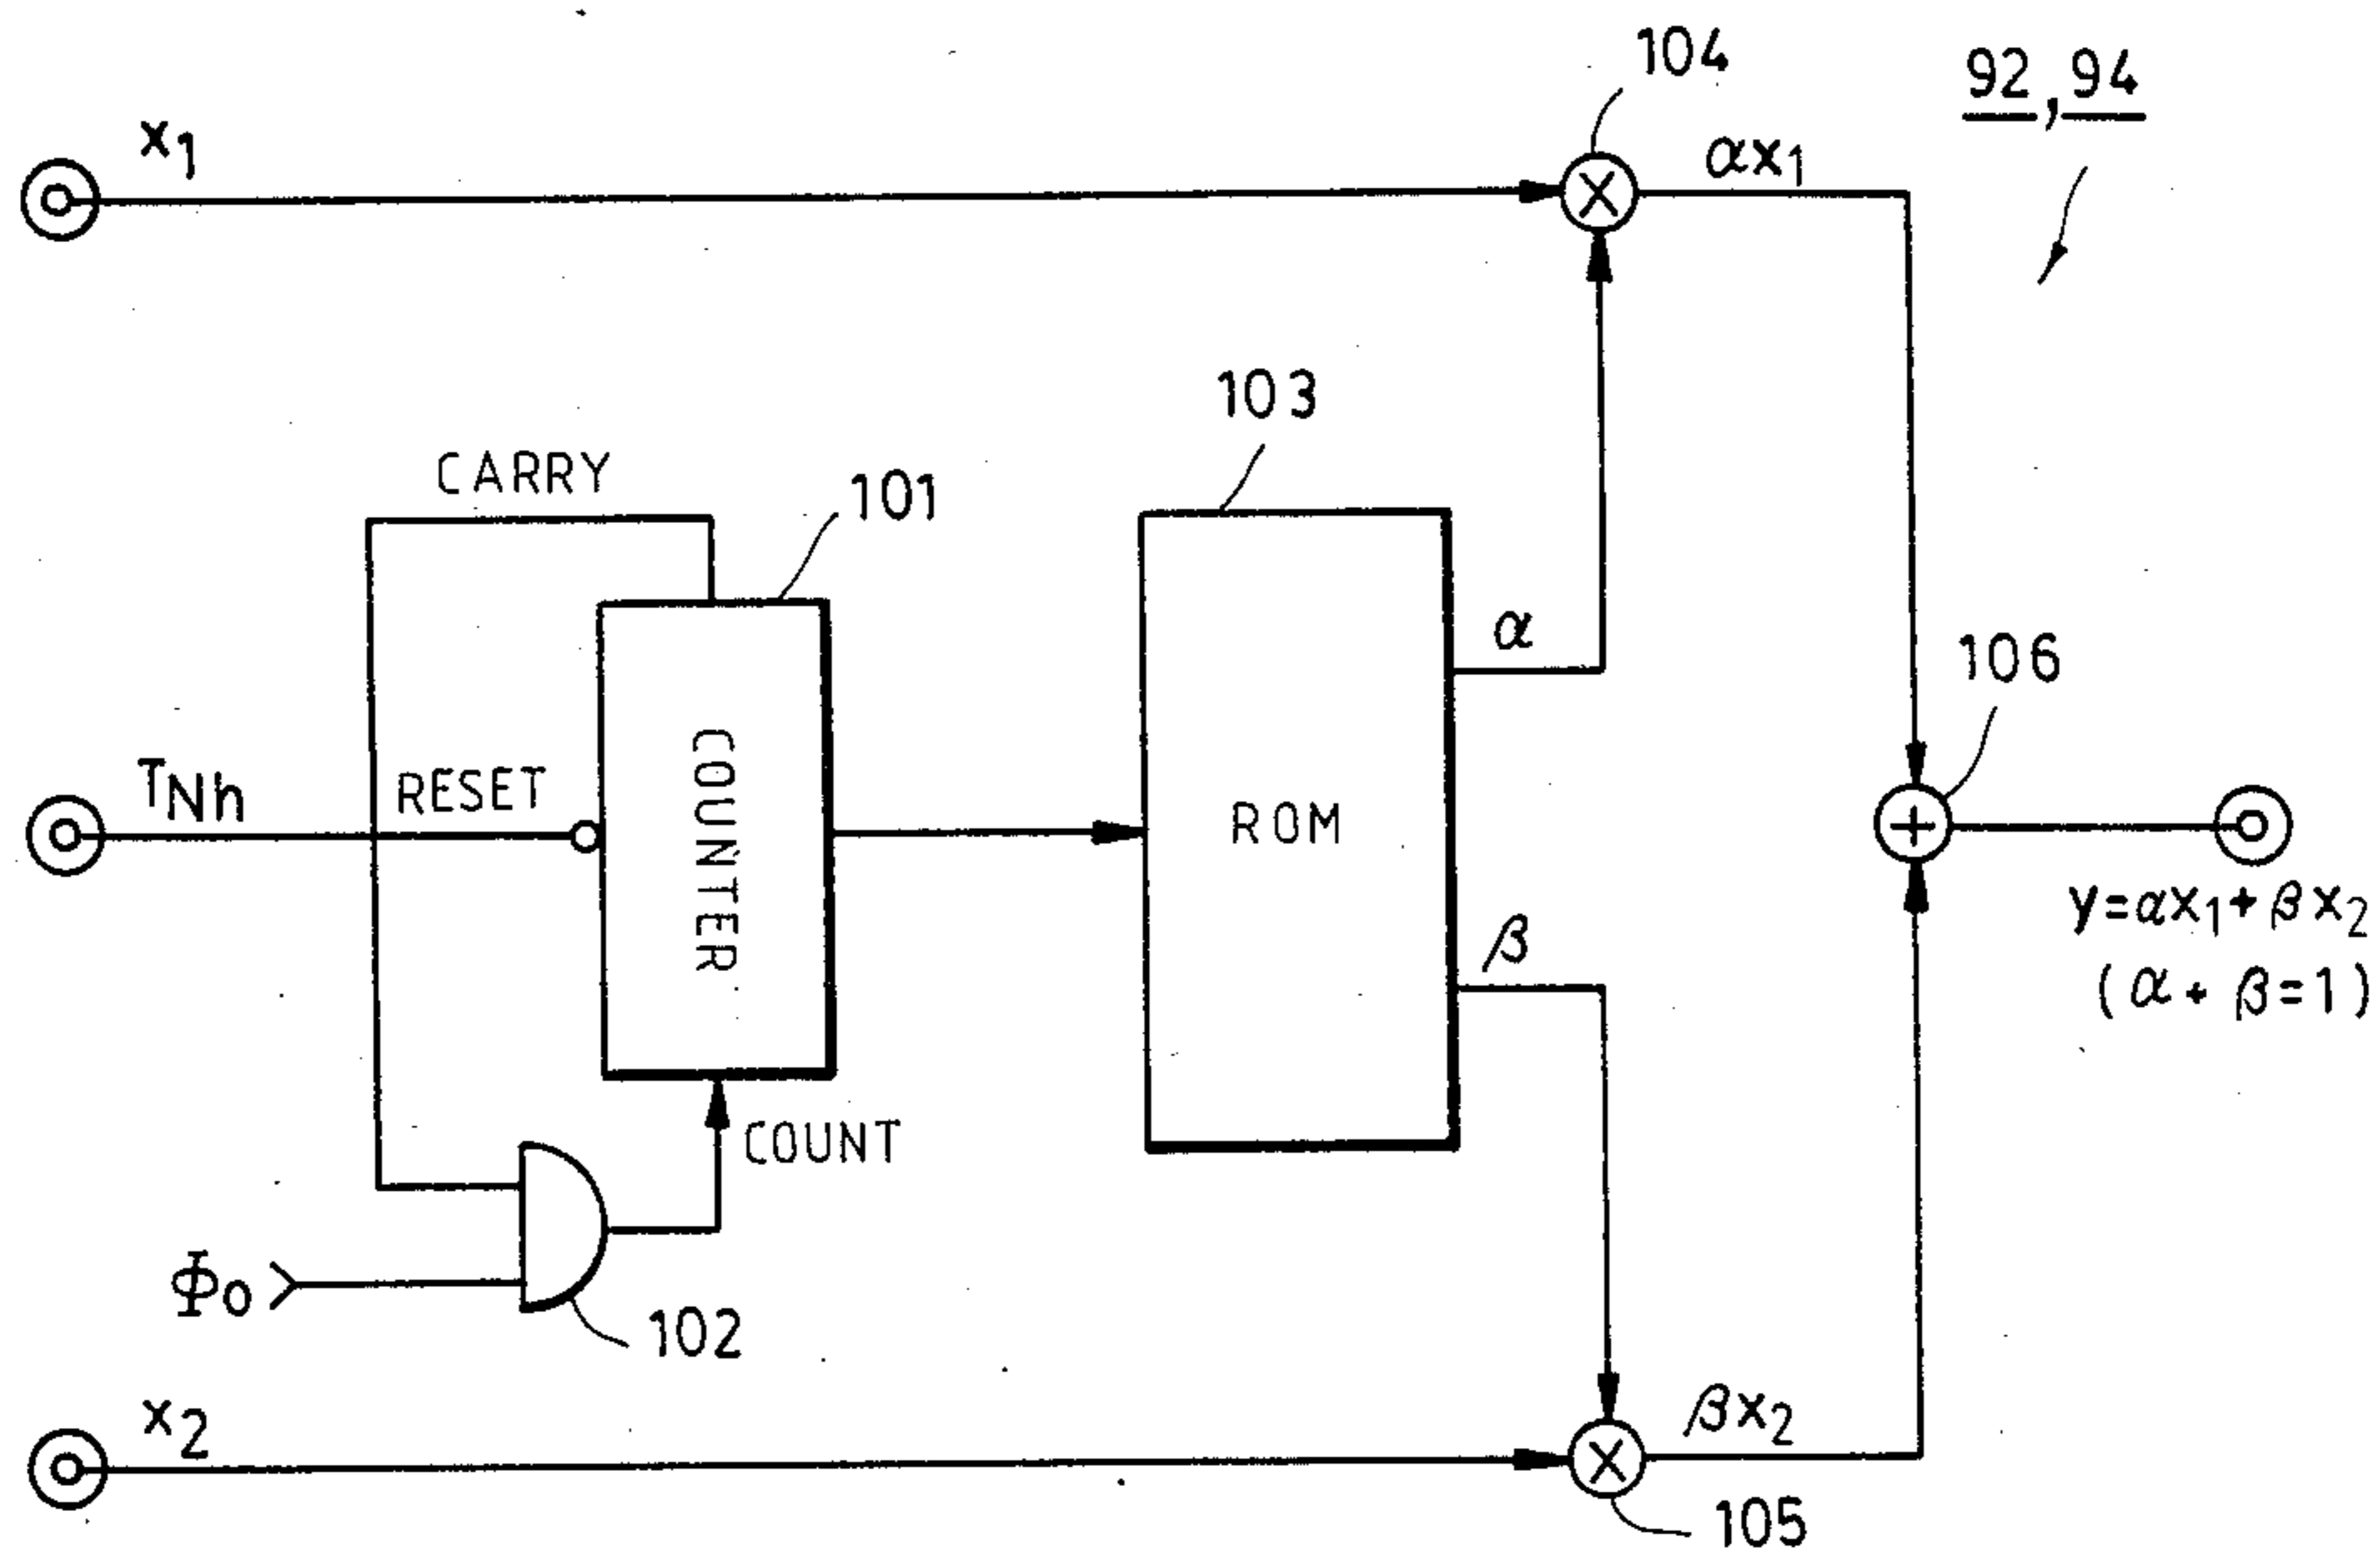 104
92, 94
x1
αx1
103
CARRY
101
α
106
TNh
RESET
COUNTER
ROM
y=αx1+βx2
(α+β=1)
β
COUNT
Φ0
102
x2
βx2
105